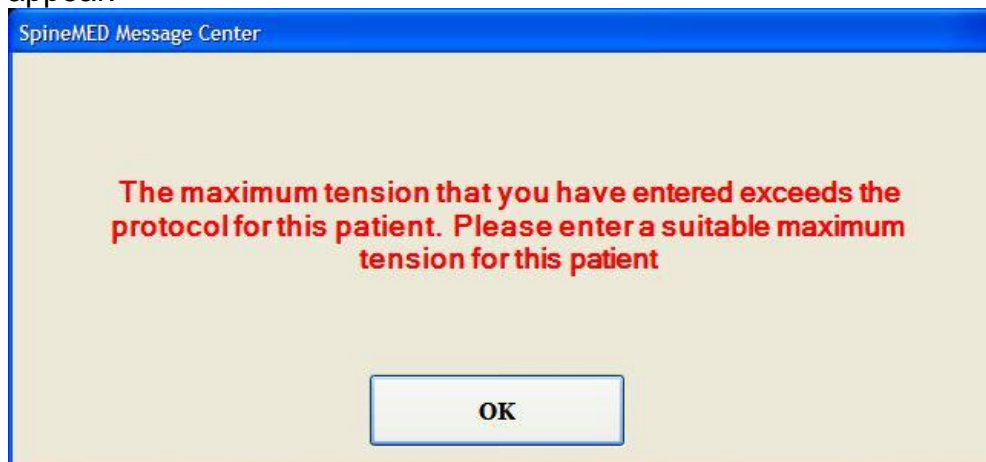 appear:
SpineMED Message Center
The maximum tension that you have entered exceeds the
protocol for this patient. Please enter a suitable maximum
tension for this patient
OK